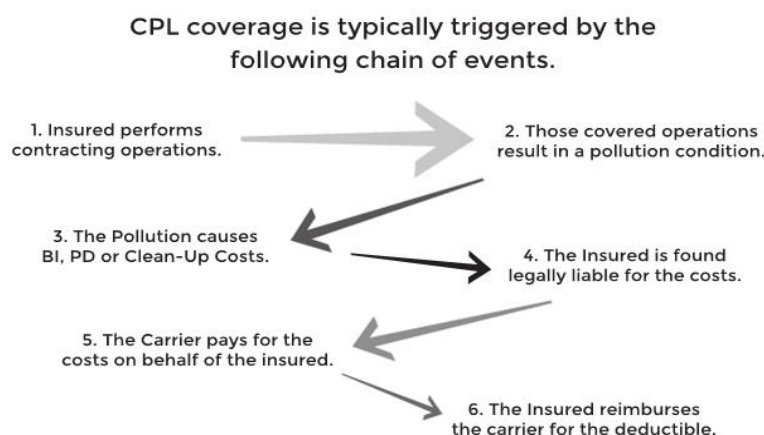 CPL coverage is typically triggered by the
following chain of events.
1. Insured performs
contracting operations.
2. Those covered operations
result in a pollution condition.
3. The Pollution causes
BI, PD or Clean-Up Costs.
4. The Insured is found
legally liable for the costs.
5. The Carrier pays for the
costs on behalf of the insured.
6. The Insured reimburses
the carrier for the deductible.